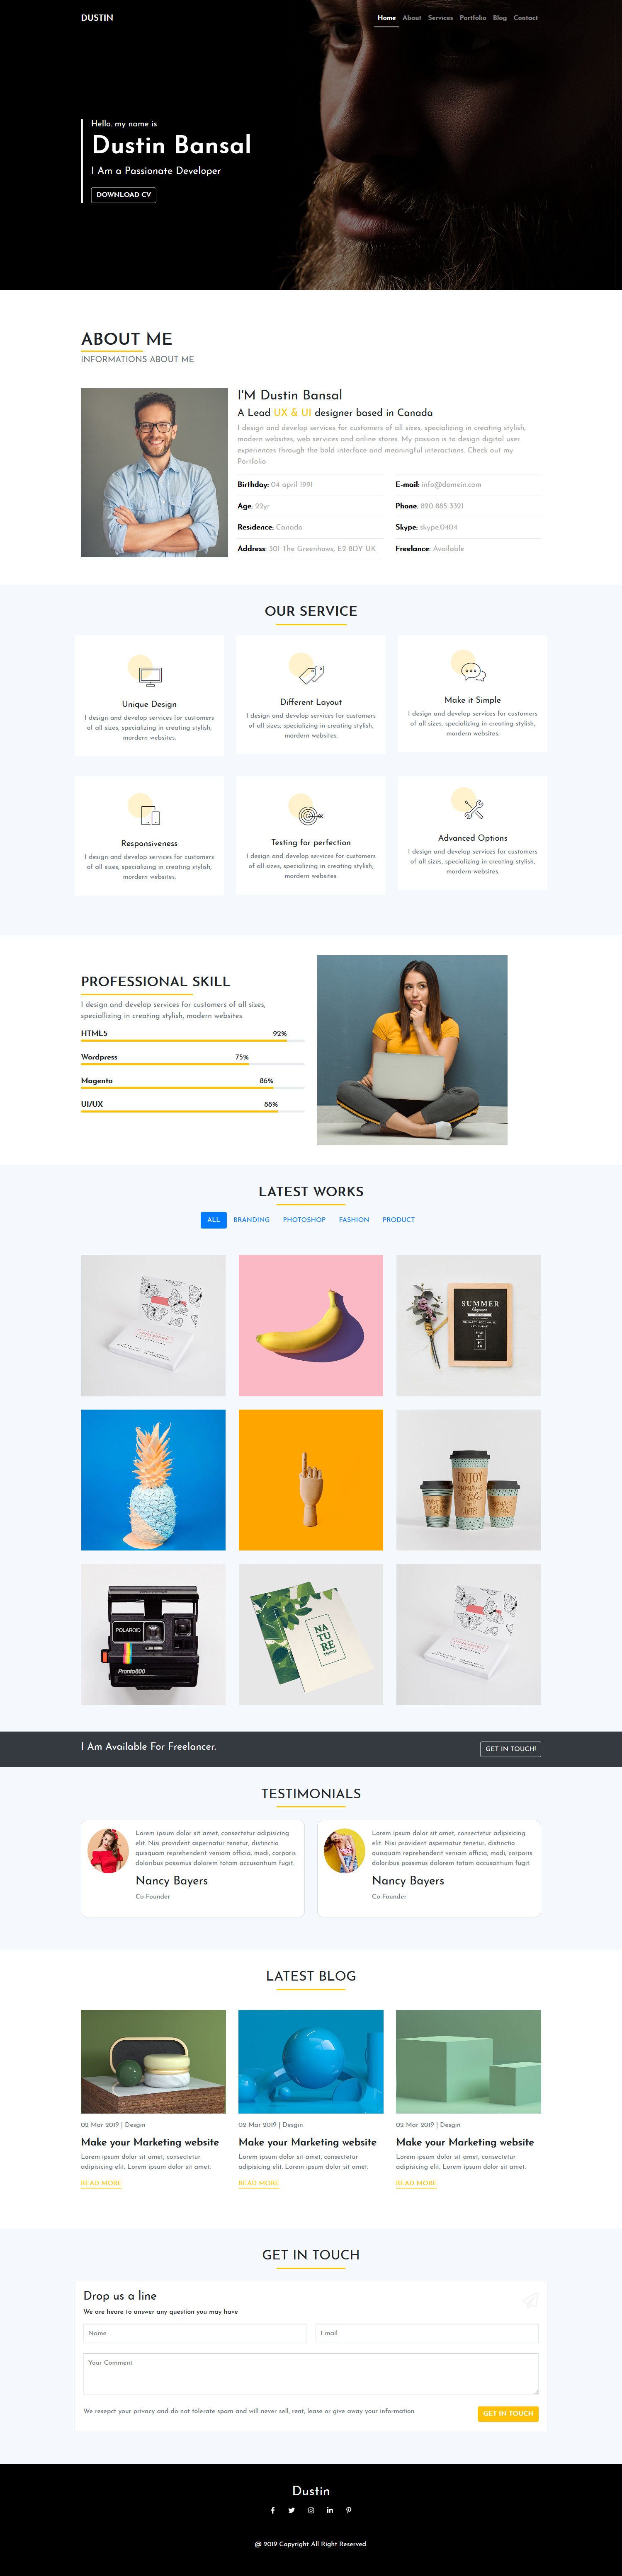 DUSTIN
Home About Services Portfolio Blog Contact
Hello. my name is
Dustin Bansal
I Am a Passionate Developer
DOWNLOAD CV
ABOUT ME
INFORMATIONS ABOUT ME
I'M Dustin Bansal
A Lead UX & UI designer based in Canada
I design and develop services for customers of all sizes, specializing in creating stylish,
modern websites, web services and online stores. My passion is to design digital user
experiences through the bold interface and meaningful interactions. Check out my
Portfolio
Birthday: 04 april 1991
E-mail: info@domein.com
Age: 22yr
Phone: 820-885-3321
Residence: Canada
Skype: skype.0404
Address: 301 The Greenhows, E2 8DY UK
Freelance: Available
OUR SERVICE
Unique Design
I design and develop services for customers
of all sizes, specializing in creating stylish,
mordern websites.
Different Layout
I design and develop services for customers
of all sizes, specializing in creating stylish,
mordern websites.
Make it Simple
I design and develop services for customers
of all sizes, specializing in creating stylish,
mordern websites.
Responsiveness
I design and develop services for customers
of all sizes, specializing in creating stylish,
mordern websites.
Testing for perfection
I design and develop services for customers
of all sizes, specializing in creating stylish,
mordern websites.
Advanced Options
I design and develop services for customers
of all sizes, specializing in creating stylish,
mordern websites.
PROFESSIONAL SKILL
I design and develop services for customers of all sizes,
speciallizing in creating stylish, modern websites.
HTML5 92%
Wordpress 75%
Magento 86%
UI/UX 88%
LATEST WORKS
ALL BRANDING PHOTOSHOP FASHION PRODUCT
SUMMER
ENJOY
your
life
POLAROID
Pronto600
NA
TU
RE
I Am Available For Freelancer.
GET IN TOUCH!
TESTIMONIALS
Lorem ipsum dolor sit amet, consectetur adipisicing
elit. Nisi provident aspernatur tenetur, distinctio
quisquam reprehenderit veniam officia, modi, corporis
doloribus possimus dolorem totam accusantium fugit.
Nancy Bayers
Co-Founder
Lorem ipsum dolor sit amet, consectetur adipisicing
elit. Nisi provident aspernatur tenetur, distinctio
quisquam reprehenderit veniam officia, modi, corporis
doloribus possimus dolorem totam accusantium fugit.
Nancy Bayers
Co-Founder
LATEST BLOG
02 Mar 2019 | Desgin
Make your Marketing website
Lorem ipsum dolor sit amet, consectetur
adipisicing elit. Lorem ipsum dolor sit amet.
READ MORE
02 Mar 2019 | Desgin
Make your Marketing website
Lorem ipsum dolor sit amet, consectetur
adipisicing elit. Lorem ipsum dolor sit amet.
READ MORE
02 Mar 2019 | Desgin
Make your Marketing website
Lorem ipsum dolor sit amet, consectetur
adipisicing elit. Lorem ipsum dolor sit amet.
READ MORE
GET IN TOUCH
Drop us a line
We are heare to answer any question you may have
Name
Email
Your Comment
We resepct your privacy and do not tolerate spam and will never sell, rent, lease or give away your information.
GET IN TOUCH
Dustin
@ 2019 Copyright All Right Reserved.